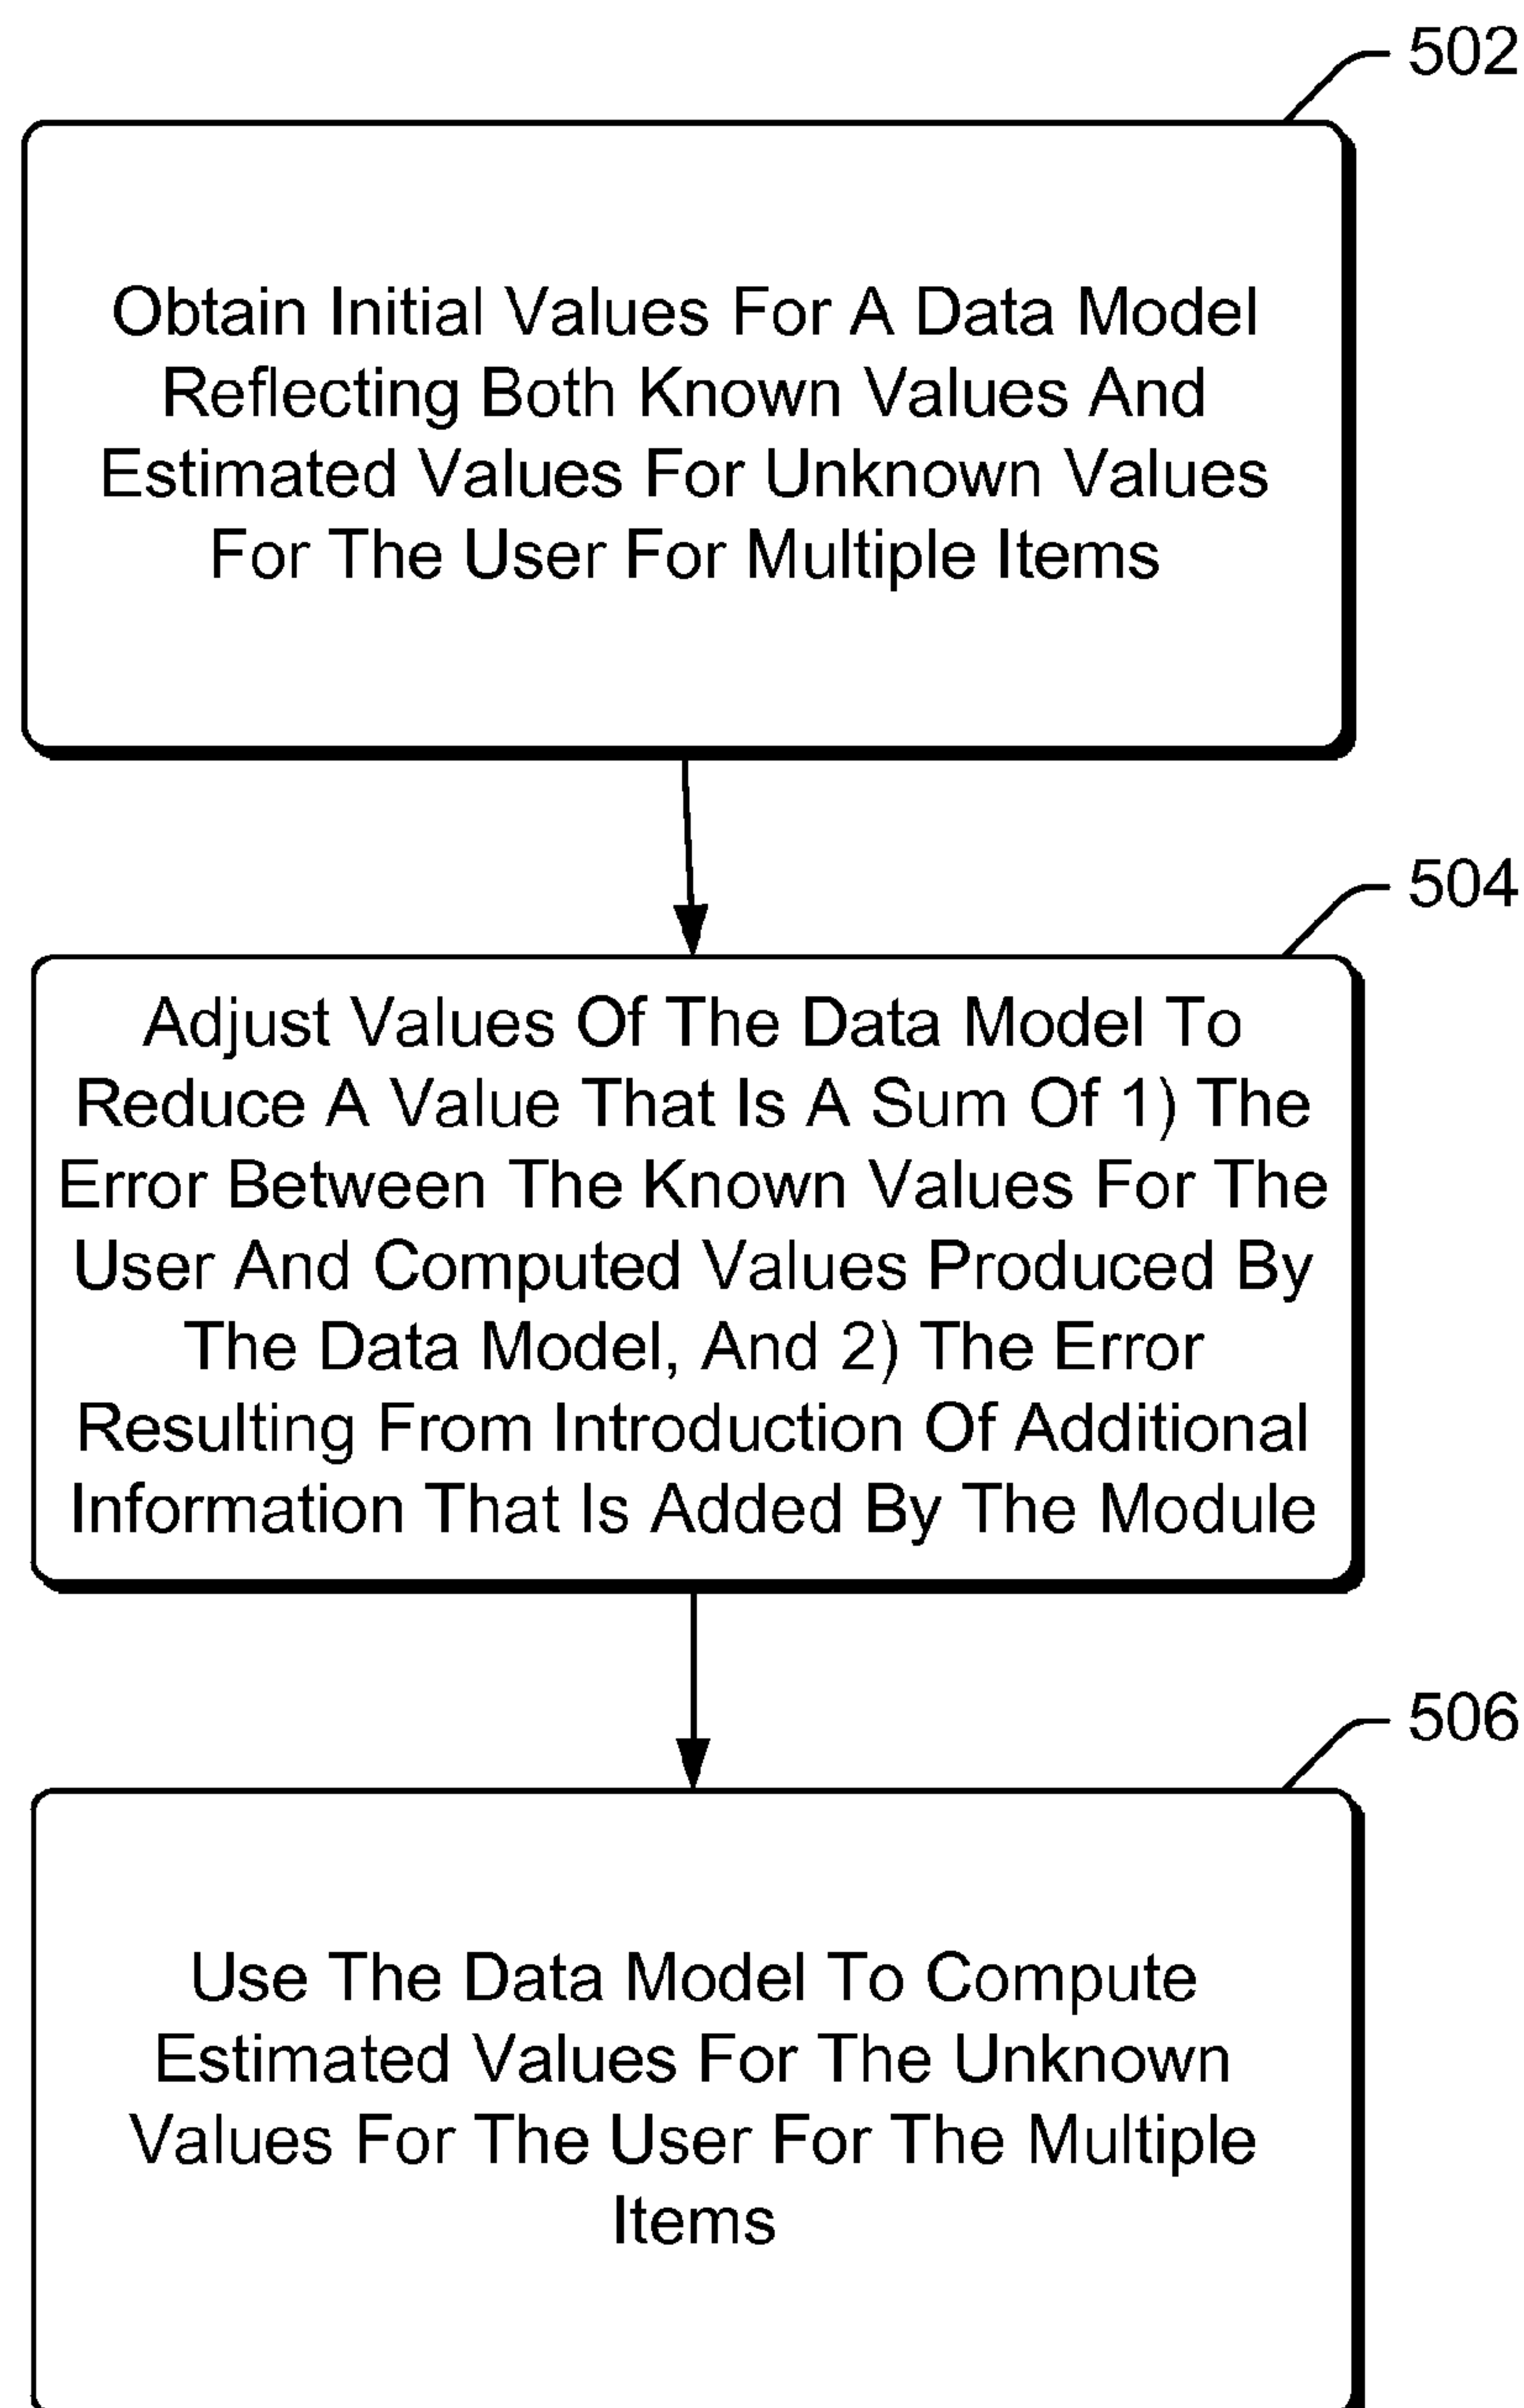 502
Obtain Initial Values For A Data Model
Reflecting Both Known Values And
Estimated Values For Unknown Values
For The User For Multiple Items
504
Adjust Values Of The Data Model To
Reduce A Value That Is A Sum Of 1) The
Error Between The Known Values For The
User And Computed Values Produced By
The Data Model, And 2) The Error
Resulting From Introduction Of Additional
Information That Is Added By The Module
506
Use The Data Model To Compute
Estimated Values For The Unknown
Values For The User For The Multiple
Items